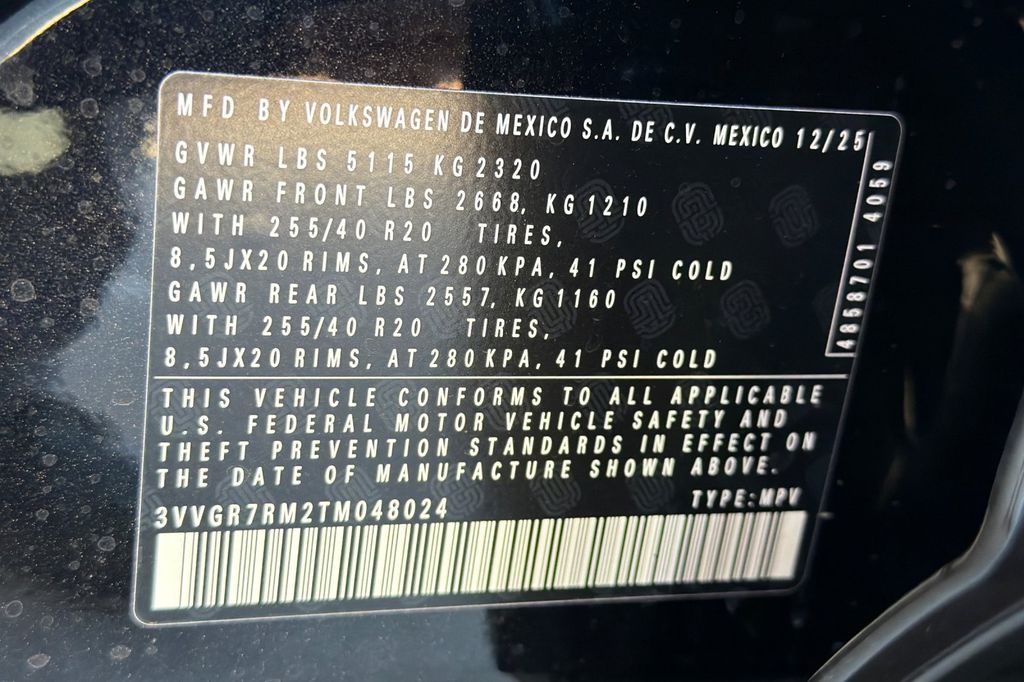 MFD BY VOLKSWAGEN DE MEXICO S.A. DE C.V. MEXICO 12/25
GVWR LBS 5115 KG 2320
GAWR FRONT LBS 2668, KG 1210
WITH 255/40 R20 TIRES,
8,5JX20 RIMS, AT 280 KPA, 41 PSI COLD
GAWR REAR LBS 2557, KG 1160
WITH 255/40 R20 TIRES,
8,5JX20 RIMS, AT 280 KPA, 41 PSI COLD
4858701 4059
THIS VEHICLE CONFORMS TO ALL APPLICABLE
U.S. FEDERAL MOTOR VEHICLE SAFETY AND
THEFT PREVENTION STANDARDS IN EFFECT ON
THE DATE OF MANUFACTURE SHOWN ABOVE.
3VVGR7RM2TM048024 TYPE: MPV